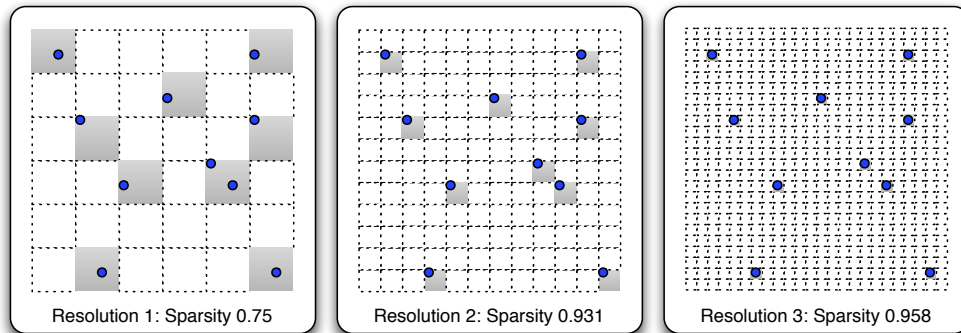 Resolution 1: Sparsity 0.75
Resolution 2: Sparsity 0.931
Resolution 3: Sparsity 0.958